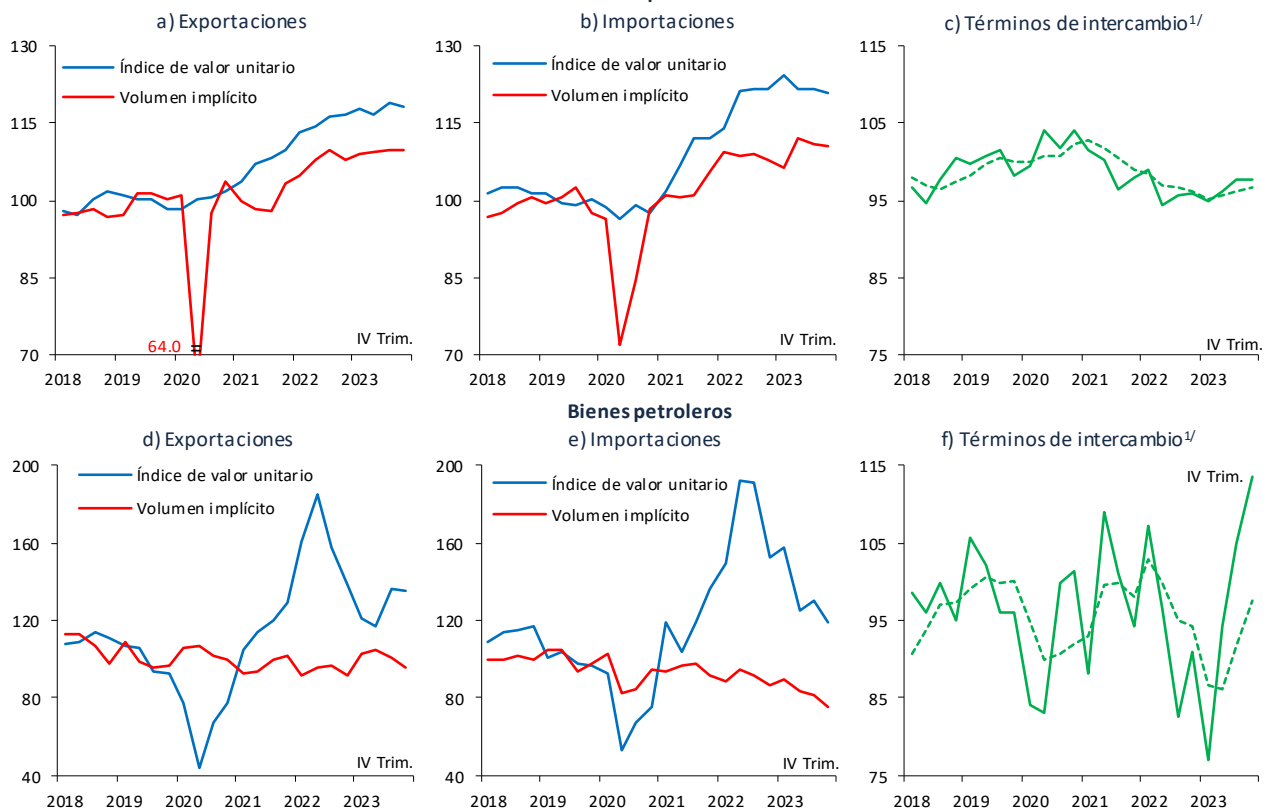 a) Exportaciones
130
115
100
85
70
Índice de valor unitario
Volumen implícito
64.0
IV Trim.
2018 2019 2020 2021 2022 2023
b) Importaciones
130
115
100
85
70
Índice de valor unitario
Volumen implícito
IV Trim.
2018 2019 2020 2021 2022 2023
c) Términos de intercambio1/
115
105
95
85
75
IV Trim.
2018 2019 2020 2021 2022 2023
Bienes petroleros
d) Exportaciones
200
160
120
80
40
Índice de valor unitario
Volumen implícito
IV Trim.
2018 2019 2020 2021 2022 2023
e) Importaciones
200
160
120
80
40
Índice de valor unitario
Volumen implícito
IV Trim.
2018 2019 2020 2021 2022 2023
f) Términos de intercambio1/
115
105
95
85
75
IV Trim.
2018 2019 2020 2021 2022 2023